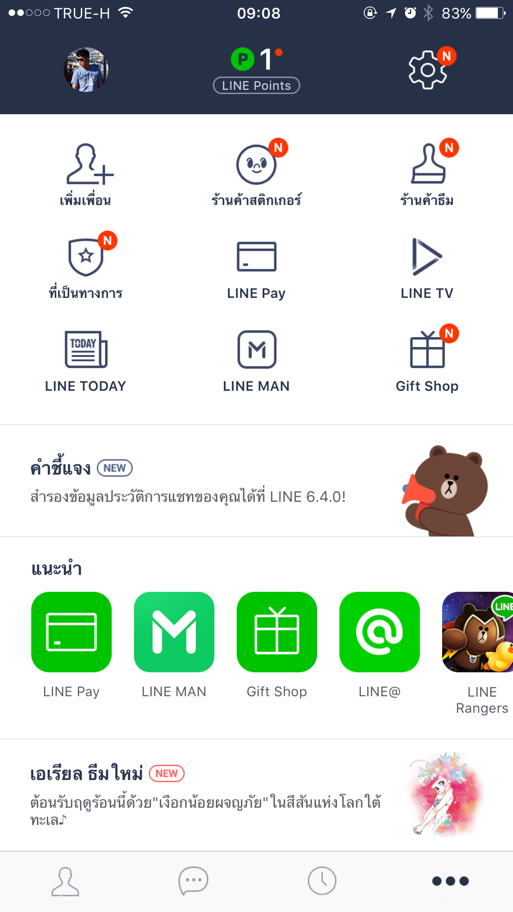 TRUE-H 09:08 83%
P 1
LINE Points
N
N
N
เพิ่มเพื่อน ร้านค้าสติกเกอร์ ร้านค้าธีม
N
ที่เป็นทางการ LINE Pay LINE TV
TODAY M N
LINE TODAY LINE MAN Gift Shop
คำชี้แจง NEW
สำรองข้อมูลประวัติการแชทของคุณได้ที่ LINE 6.4.0!
แนะนำ
M @ LINE
LINE Pay LINE MAN Gift Shop LINE@ LINE
Rangers
เอเรียล ธีมใหม่ NEW
ต้อนรับฤดูร้อนนี้ด้วย"เงือกน้อยผจญภัย"ในสีสันแห่งโลกใต้
ทะเล♪